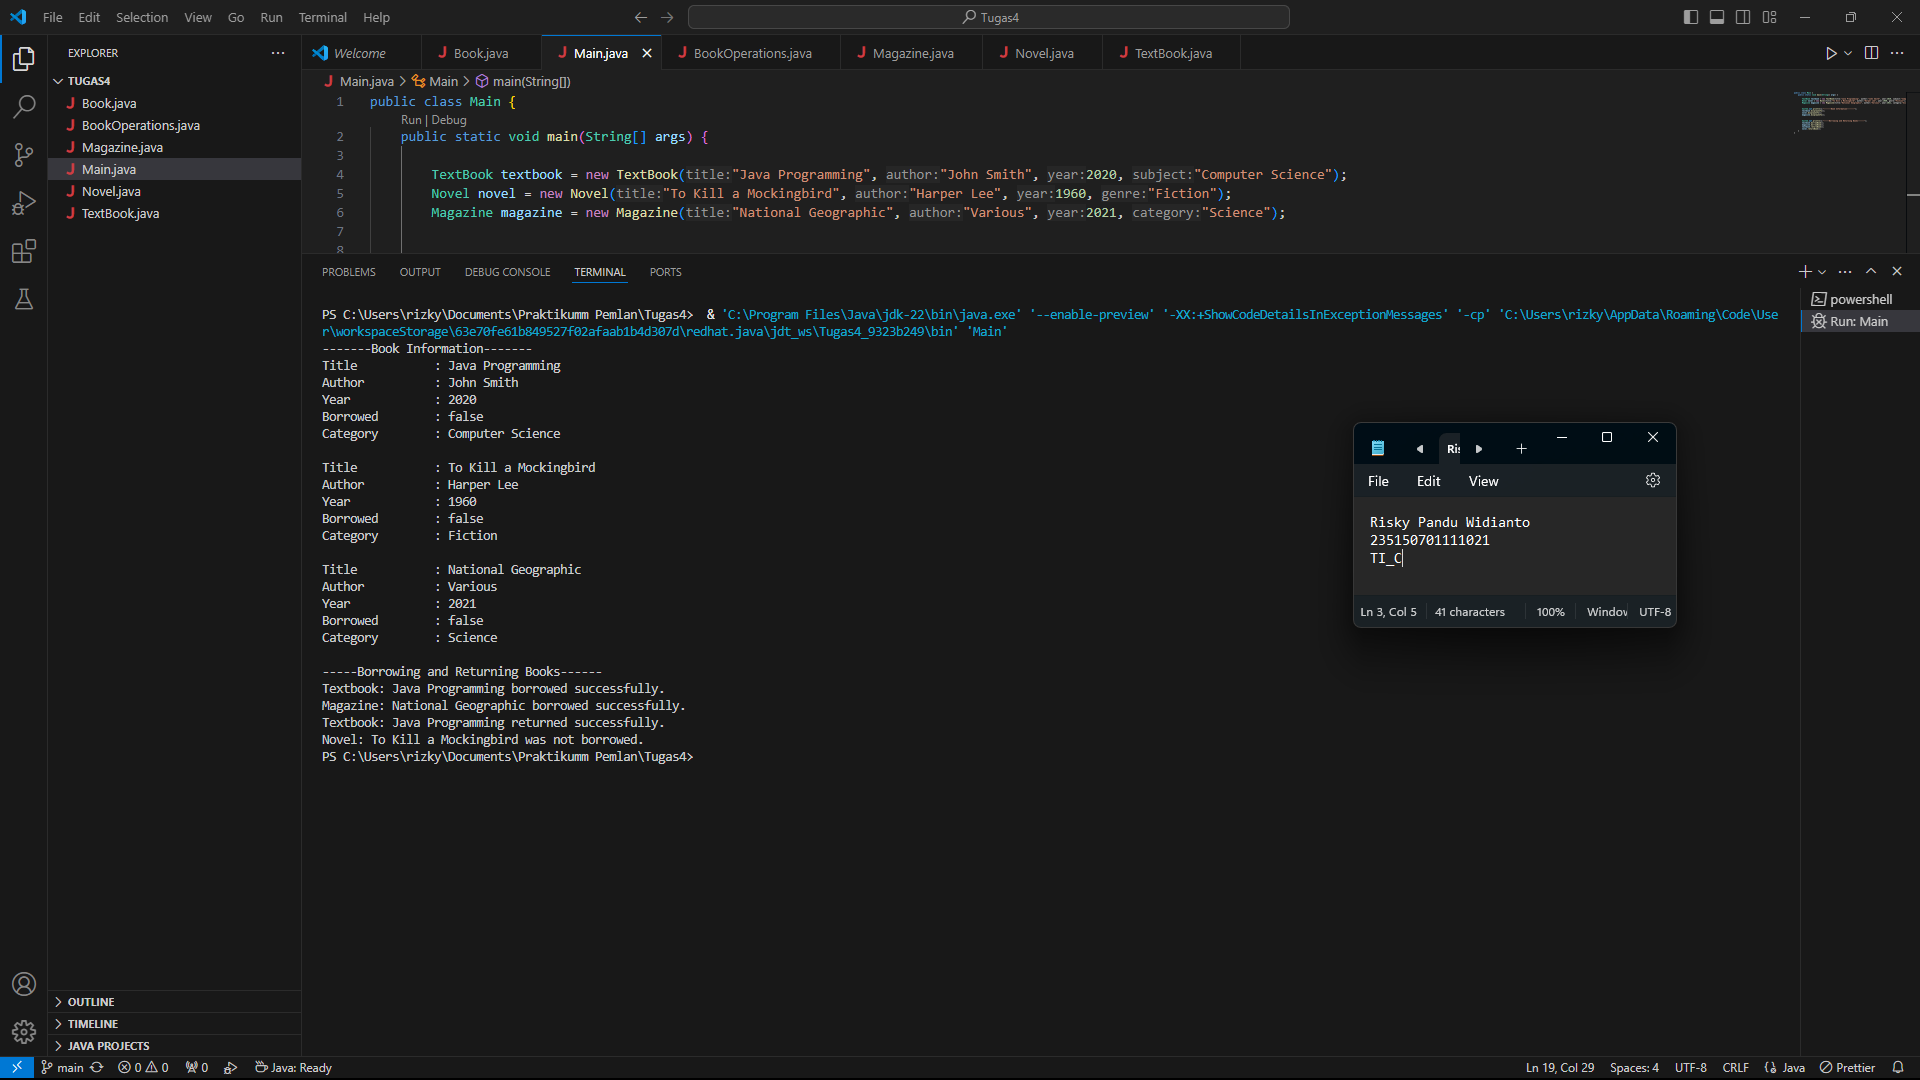 File Edit Selection View Go Run Terminal Help
Tugas4
EXPLORER
TUGAS4
Book.java
BookOperations.java
Magazine.java
Main.java
Novel.java
TextBook.java
OUTLINE
TIMELINE
JAVA PROJECTS
Welcome Book.java Main.java BookOperations.java Magazine.java Novel.java TextBook.java
Main.java > Main > main(String[])
1 public class Main {
Run | Debug
2 public static void main(String[] args) {
3
4 TextBook textbook = new TextBook(title:"Java Programming", author:"John Smith", year:2020, subject:"Computer Science");
5 Novel novel = new Novel(title:"To Kill a Mockingbird", author:"Harper Lee", year:1960, genre:"Fiction");
6 Magazine magazine = new Magazine(title:"National Geographic", author:"Various", year:2021, category:"Science");
7
8
PROBLEMS OUTPUT DEBUG CONSOLE TERMINAL PORTS
PS C:\Users\rizky\Documents\Praktikumm Pemlan\Tugas4> & 'C:\Program Files\Java\jdk-22\bin\java.exe' '--enable-preview' '-XX:+ShowCodeDetailsInExceptionMessages' '-cp' 'C:\Users\rizky\AppData\Roaming\Code\Use
r\workspaceStorage\63e70fe61b849527f02afaab1b4d307d\redhat.java\jdt_ws\Tugas4_9323b249\bin' 'Main'
-------Book Information-------
Title : Java Programming
Author : John Smith
Year : 2020
Borrowed : false
Category : Computer Science
Title : To Kill a Mockingbird
Author : Harper Lee
Year : 1960
Borrowed : false
Category : Fiction
Title : National Geographic
Author : Various
Year : 2021
Borrowed : false
Category : Science
-----Borrowing and Returning Books------
Textbook: Java Programming borrowed successfully.
Magazine: National Geographic borrowed successfully.
Textbook: Java Programming returned successfully.
Novel: To Kill a Mockingbird was not borrowed.
PS C:\Users\rizky\Documents\Praktikumm Pemlan\Tugas4>
powershell
Run: Main
Ris
File Edit View
Risky Pandu Widianto
235150701111021
TI_C
Ln 3, Col 5 41 characters 100% Window UTF-8
main 0 0 0 Java: Ready
Ln 19, Col 29 Spaces: 4 UTF-8 CRLF Java Prettier